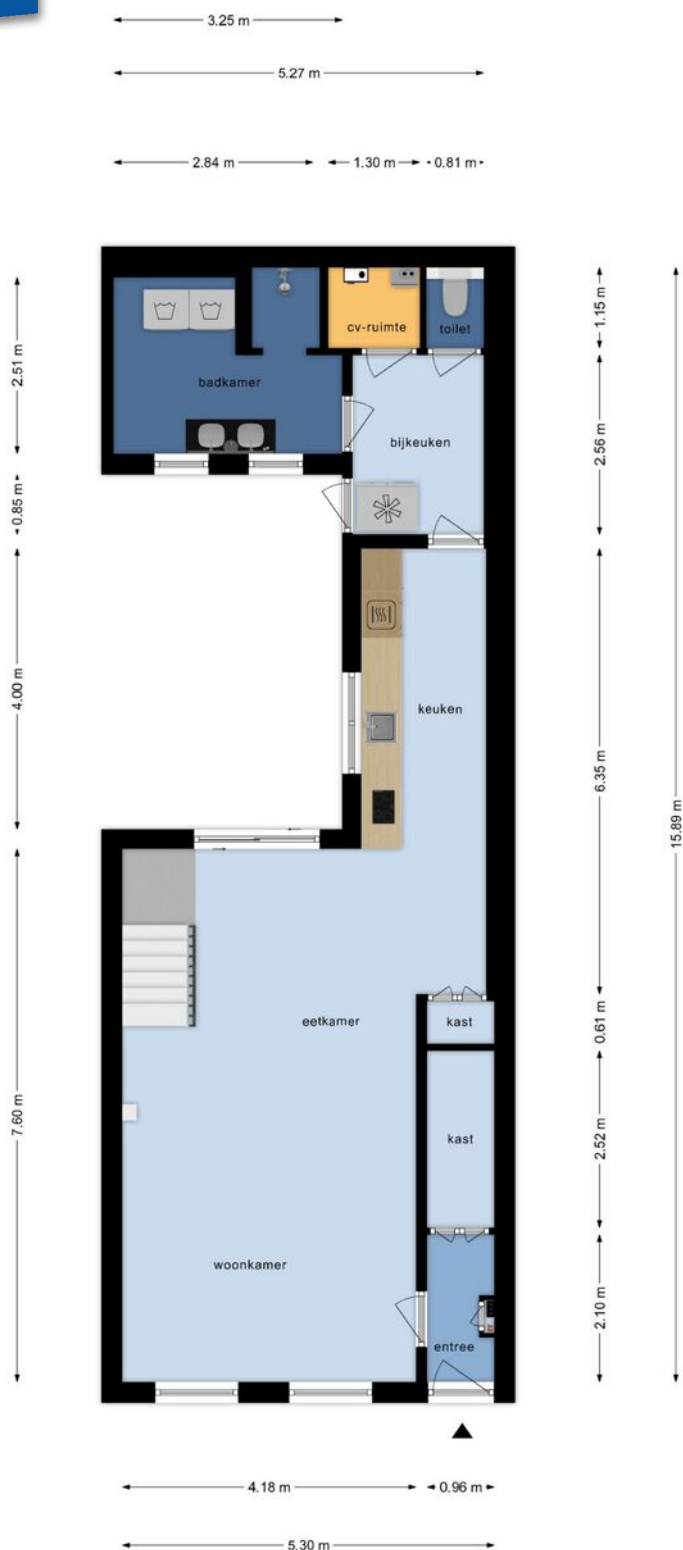 3.25 m
5.27 m
2.84 m
1.30 m
0.81 m
cv-ruimte
toilet
1.15 m
2.51 m
badkamer
bijkeuken
2.56 m
0.85 m
4.00 m
keuken
6.35 m
15.89 m
eetkamer
kast
0.61 m
7.60 m
kast
2.52 m
woonkamer
2.10 m
entree
4.18 m
0.96 m
5.30 m